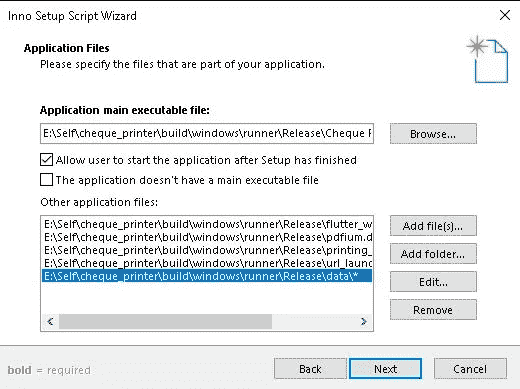 Inno Setup Script Wizard
Application Files
Please specify the files that are part of your application.
Application main executable file:
E:\Self\cheque_printer\build\windows\runner\Release\Cheque P
Browse...
Allow user to start the application after Setup has finished
The application doesn't have a main executable file
Other application files:
E:\Self\cheque_printer\build\windows\runner\Release\flutter_w
Add file(s)...
E:\Self\cheque_printer\build\windows\runner\Release\pdfium.d
E:\Self\cheque_printer\build\windows\runner\Release\printing_
Add folder...
E:\Self\cheque_printer\build\windows\runner\Release\url_launc
E:\Self\cheque_printer\build\windows\runner\Release\data\*
Edit...
Remove
bold = required
Back
Next
Cancel